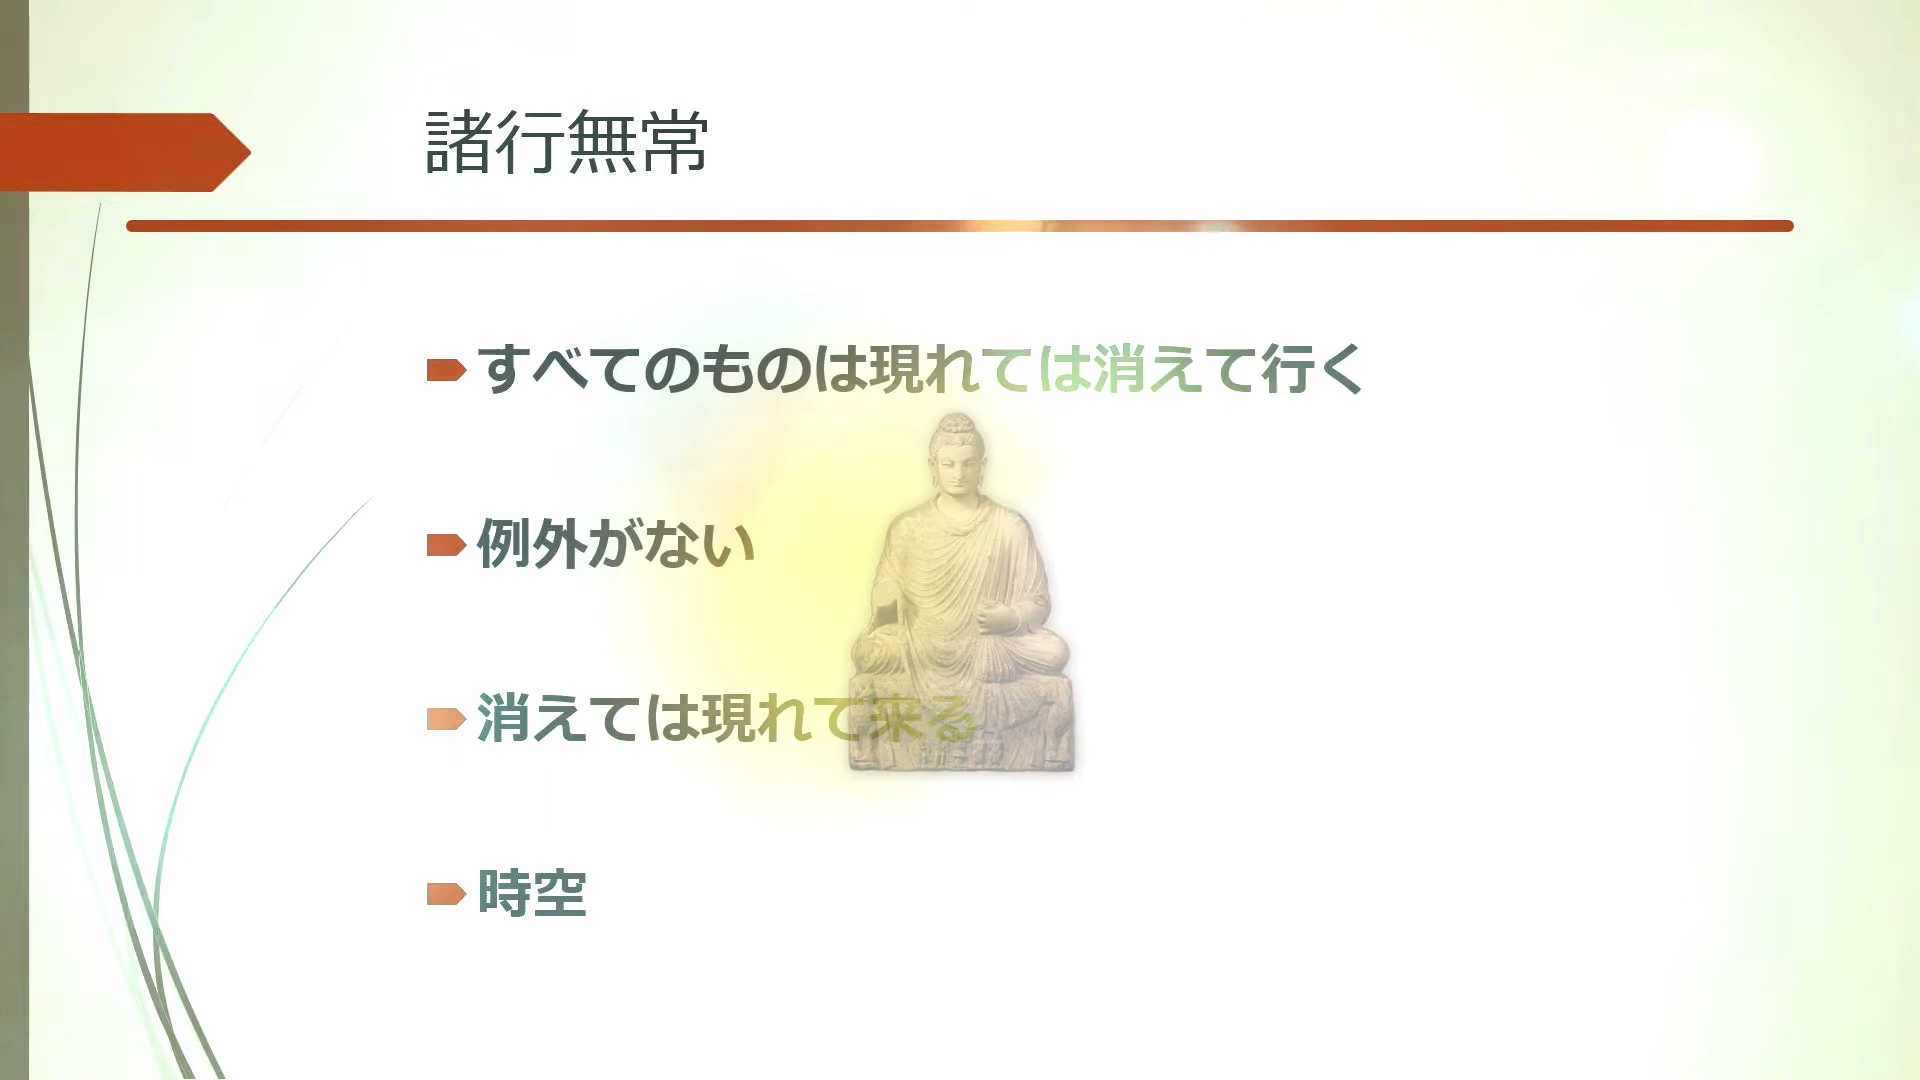 諸行無常
すべてのものは現れては消えて行く
例外がない
消えては現れて来る
時空